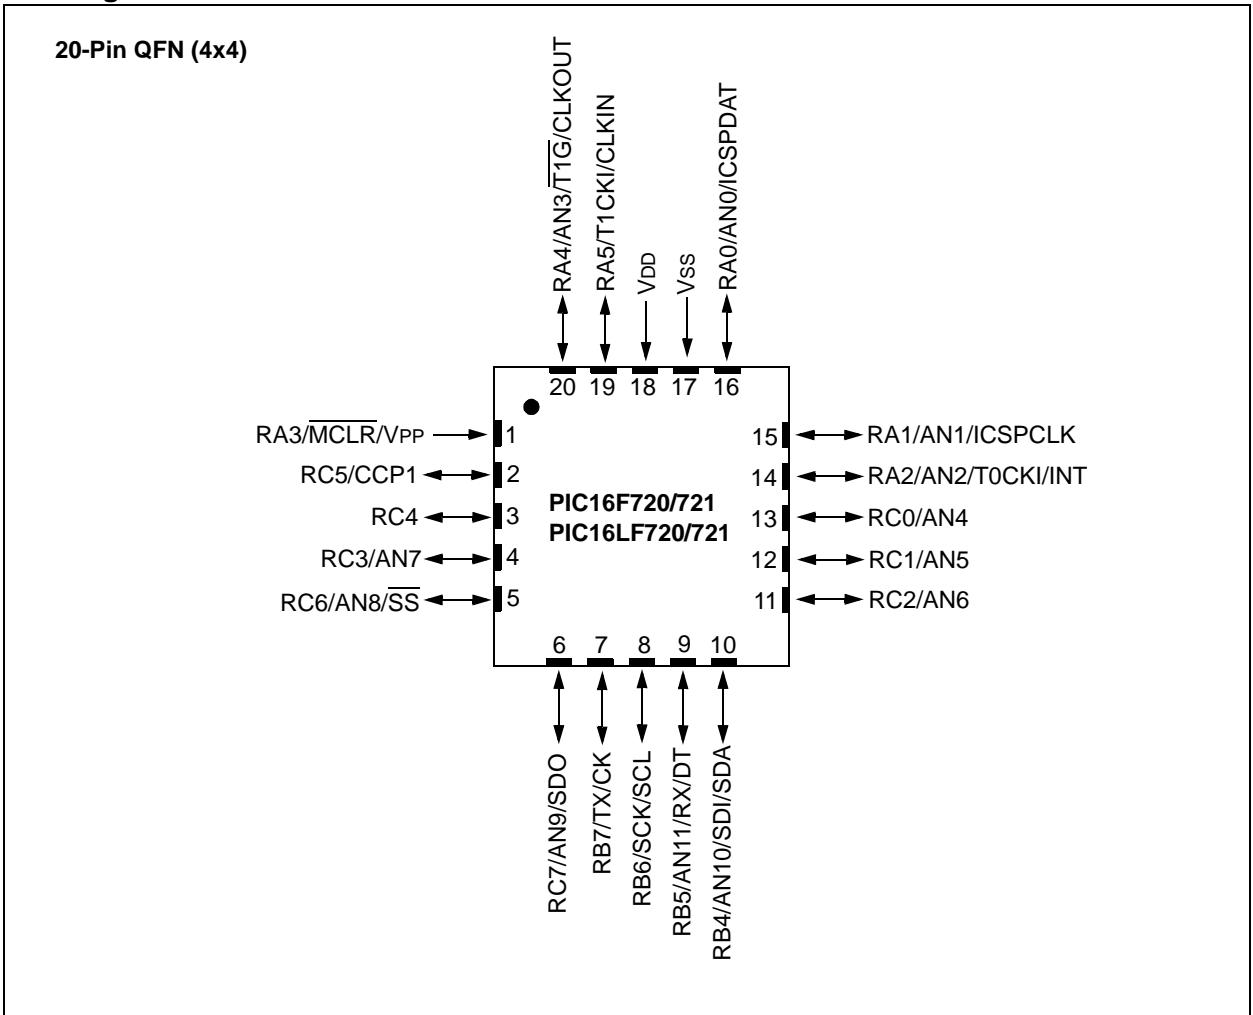 20-Pin QFN (4x4)
RA4/AN3/T1G/CLKOUT
RA5/T1CKI/CLKIN
VDD
VSS
RA0/AN0/ICSPDAT
20 19 18 17 16
RA3/MCLR/VPP 1
RC5/CCP1 2
RC4 3
RC3/AN7 4
RC6/AN8/SS 5
PIC16F720/721
PIC16LF720/721
15 RA1/AN1/ICSPCLK
14 RA2/AN2/T0CKI/INT
13 RC0/AN4
12 RC1/AN5
11 RC2/AN6
6 7 8 9 10
RC7/AN9/SDO
RB7/TX/CK
RB6/SCK/SCL
RB5/AN11/RX/DT
RB4/AN10/SDI/SDA